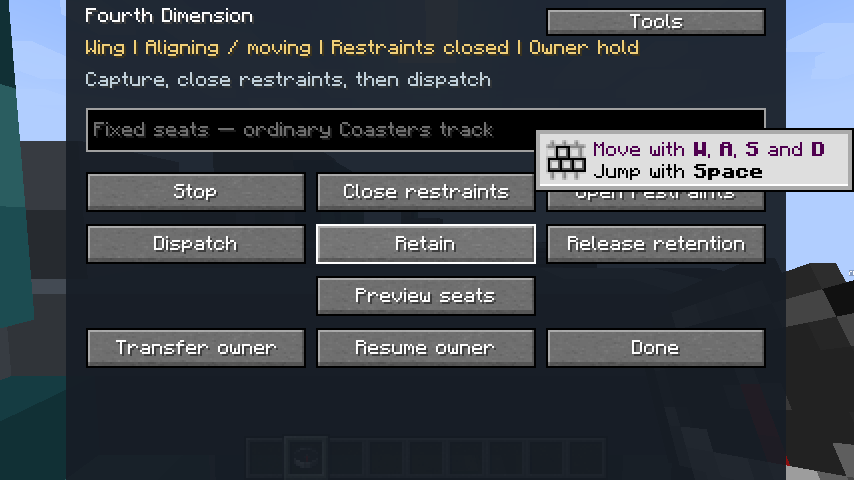 Fourth Dimension
Tools
Wing | Aligning / moving | Restraints closed | Owner hold
Capture, close restraints, then dispatch
Fixed seats — ordinary Coasters track
Move with W, A, S and D
Jump with Space
Stop
Close restraints
Open restraints
Dispatch
Retain
Release retention
Preview seats
Transfer owner
Resume owner
Done